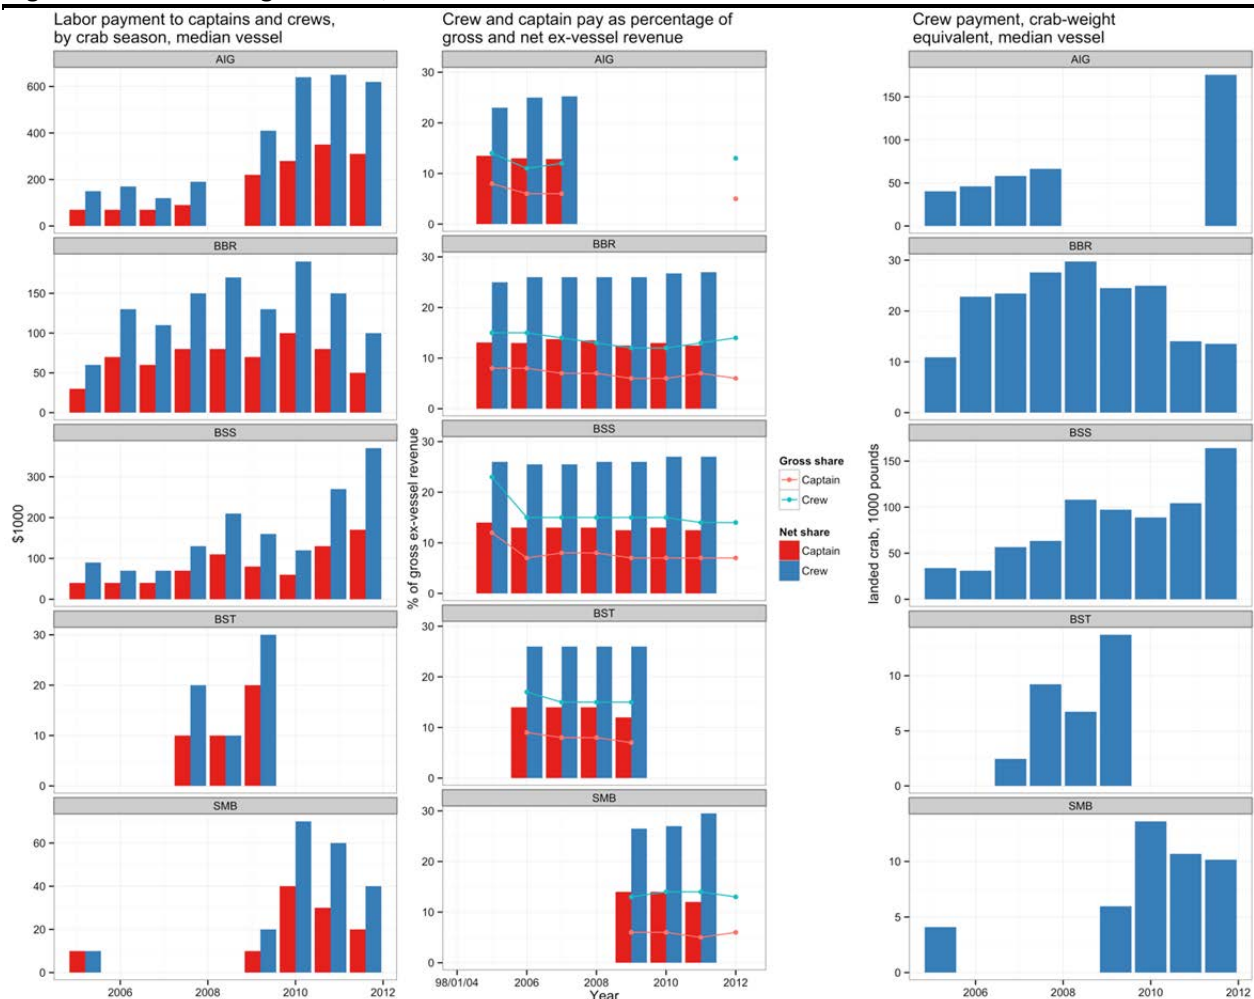 Labor payment to captains and crews,
by crab season, median vessel
AIG
600
400
200
0
BBR
150
100
50
0
BSS
300
200
100
0
BST
30
20
10
0
SMB
60
40
20
0
2006
2008
2010
2012
$1000
Crew and captain pay as percentage of
gross and net ex-vessel revenue
AIG
30
20
10
0
BBR
30
20
10
0
BSS
30
20
10
0
BST
30
20
10
0
SMB
30
20
10
0
98/01/04
2006
2008
2010
2012
Year
% of gross ex-vessel revenue
Gross share
Captain
Crew
Net share
Captain
Crew
Crew payment, crab-weight
equivalent, median vessel
AIG
150
100
50
0
BBR
30
20
10
0
BSS
150
100
50
0
BST
10
5
0
SMB
10
5
0
2006
2008
2010
2012
landed crab, 1000 pounds